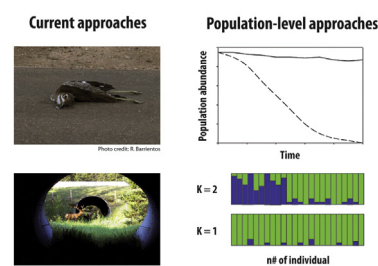 Current approaches
Population-level approaches
Photo credit: R. Barrientos
Population abundance
Time
K = 2
K = 1
n# of individual